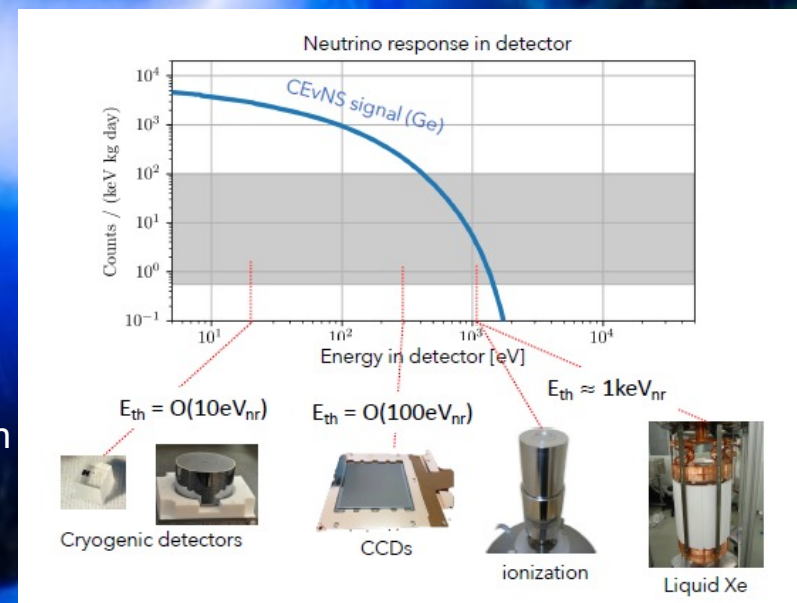 Neutrino response in detector
CEνNS signal (Ge)
Counts / (keV kg day)
10⁴
10³
10²
10¹
10⁰
10⁻¹
10¹
10²
10³
10⁴
Energy in detector [eV]
E_th = O(10eV_nr)
E_th = O(100eV_nr)
E_th ≈ 1keV_nr
n
Cryogenic detectors
CCDs
ionization
Liquid Xe